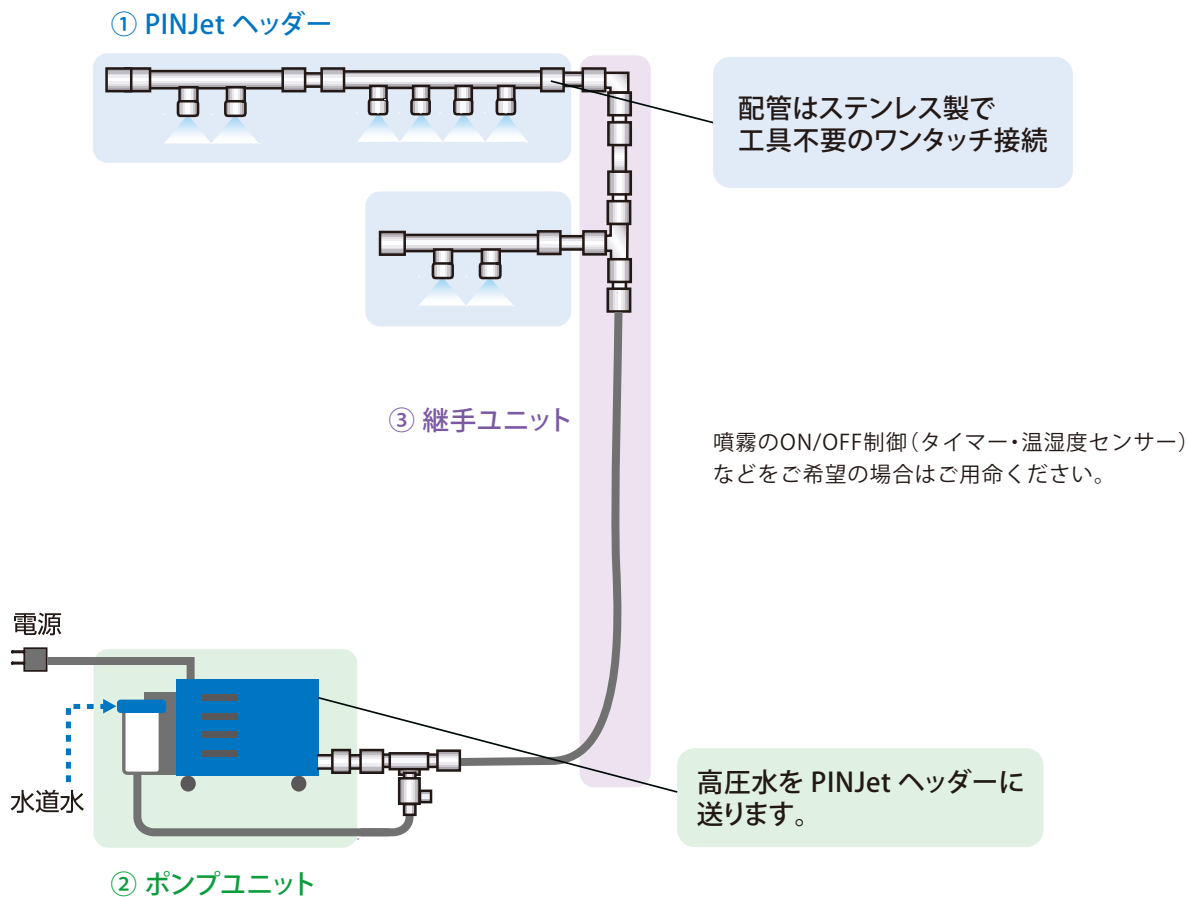 ① PINJet ヘッダー
配管はステンレス製で
工具不要のワンタッチ接続
③ 継手ユニット
噴霧のON/OFF制御（タイマー・温湿度センサー）
などをご希望の場合はご用命ください。
電源
水道水
高圧水を PINJet ヘッダーに
送ります。
② ポンプユニット